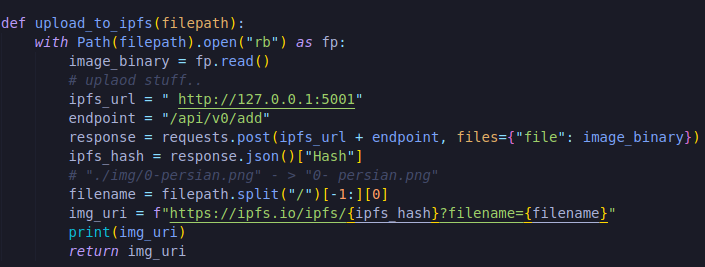 def upload_to_ipfs(filepath):
    with Path(filepath).open("rb") as fp:
        image_binary = fp.read()
        # uplaod stuff..
        ipfs_url = " http://127.0.0.1:5001"
        endpoint = "/api/v0/add"
        response = requests.post(ipfs_url + endpoint, files={"file": image_binary})
        ipfs_hash = response.json()["Hash"]
        # "./img/0-persian.png" - > "0- persian.png"
        filename = filepath.split("/")[-1:][0]
        img_uri = f"https://ipfs.io/ipfs/{ipfs_hash}?filename={filename}"
        print(img_uri)
        return img_uri